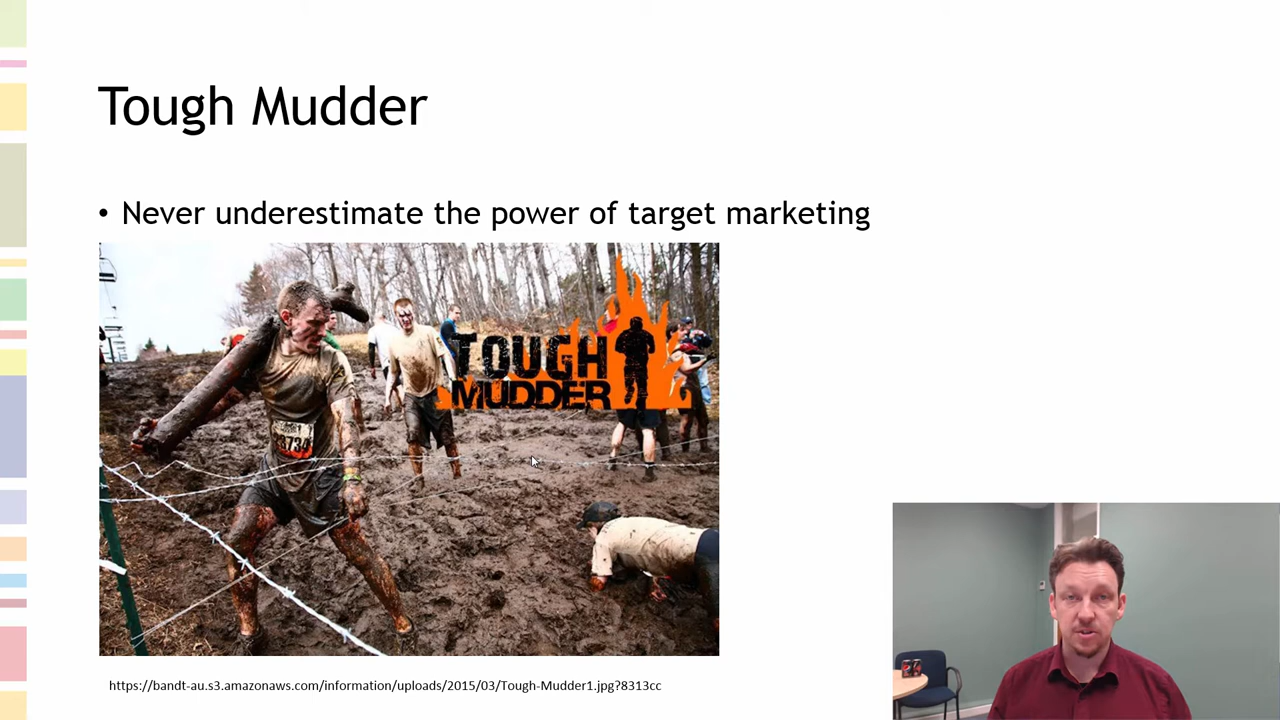 Tough Mudder
• Never underestimate the power of target marketing
TOUGH
MUDDER
https://bandt-au.s3.amazonaws.com/information/uploads/2015/03/Tough-Mudder1.jpg?8313cc